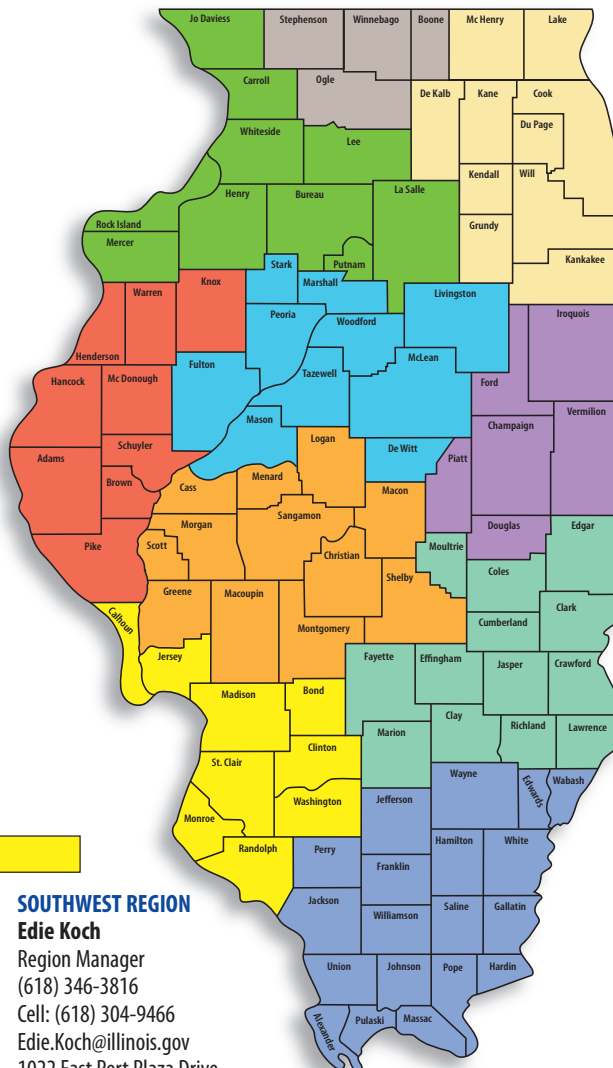 Jo Daviess
Stephenson
Winnebago
Boone
Mc Henry
Lake
Carroll
Ogle
De Kalb
Kane
Cook
Du Page
Whiteside
Lee
Kendall
Will
La Salle
Henry
Bureau
Rock Island
Grundy
Mercer
Kankakee
Putnam
Stark
Marshall
Knox
Warren
Livingston
Peoria
Woodford
Iroquois
Henderson
Fulton
McLean
Tazewell
Hancock
Mc Donough
Ford
Vermilion
Mason
Champaign
Logan
Schuyler
De Witt
Piatt
Adams
Menard
Brown
Cass
Macon
Sangamon
Morgan
Douglas
Edgar
Scott
Pike
Christian
Moultrie
Coles
Shelby
Greene
Macoupin
Clark
Calhoun
Cumberland
Montgomery
Jersey
Fayette
Effingham
Jasper
Crawford
Madison
Bond
Clay
Richland
Lawrence
Marion
Clinton
St. Clair
Wayne
Edwards
Wabash
Washington
Jefferson
Monroe
Hamilton
White
Randolph
Perry
Franklin
Jackson
Saline
Gallatin
Williamson
Union
Johnson
Pope
Hardin
Alexander
Pulaski
Massac
SOUTHWEST REGION
Edie Koch
Region Manager
(618) 346-3816
Cell: (618) 304-9466
Edie.Koch@illinois.gov
1022 East Port Plaza Drive